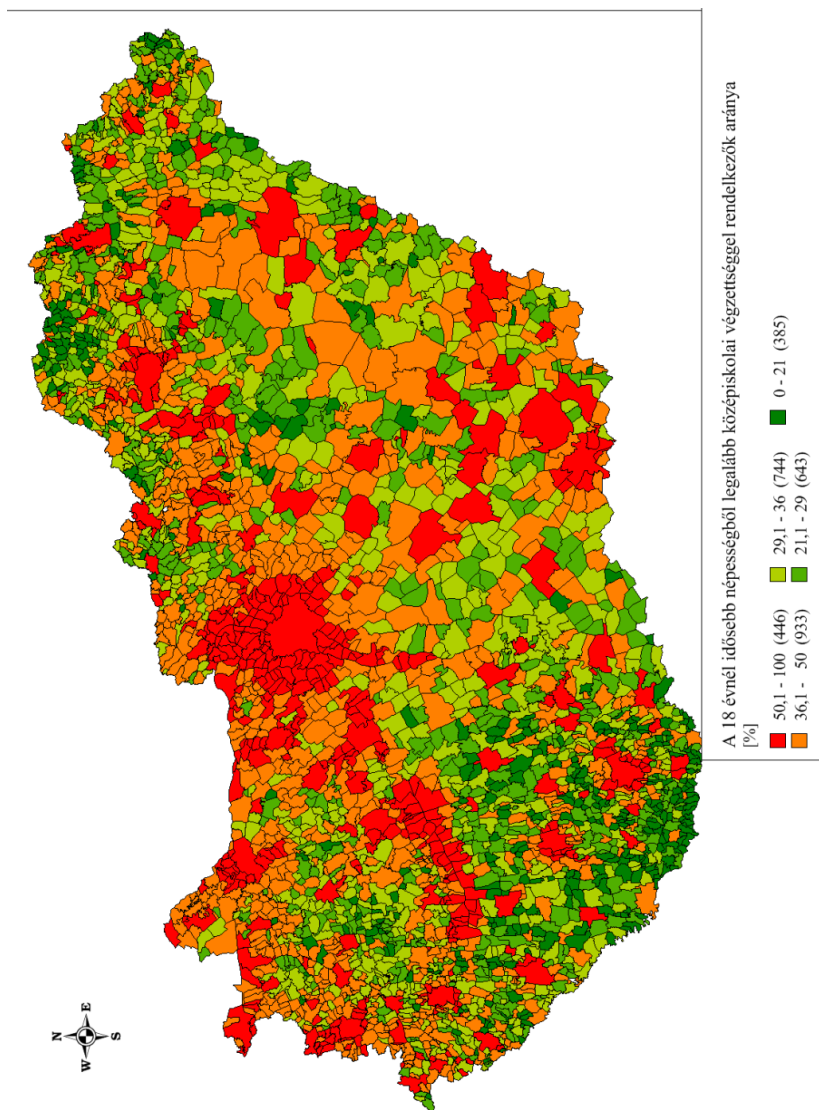 N
W E
S
A 18 évnél idősebb népességből legalább középiskolai végzettséggel rendelkezők aránya
[%]
50,1 - 100 (446) 29,1 - 36 (744) 0 - 21 (385)
36,1 - 50 (933) 21,1 - 29 (643)